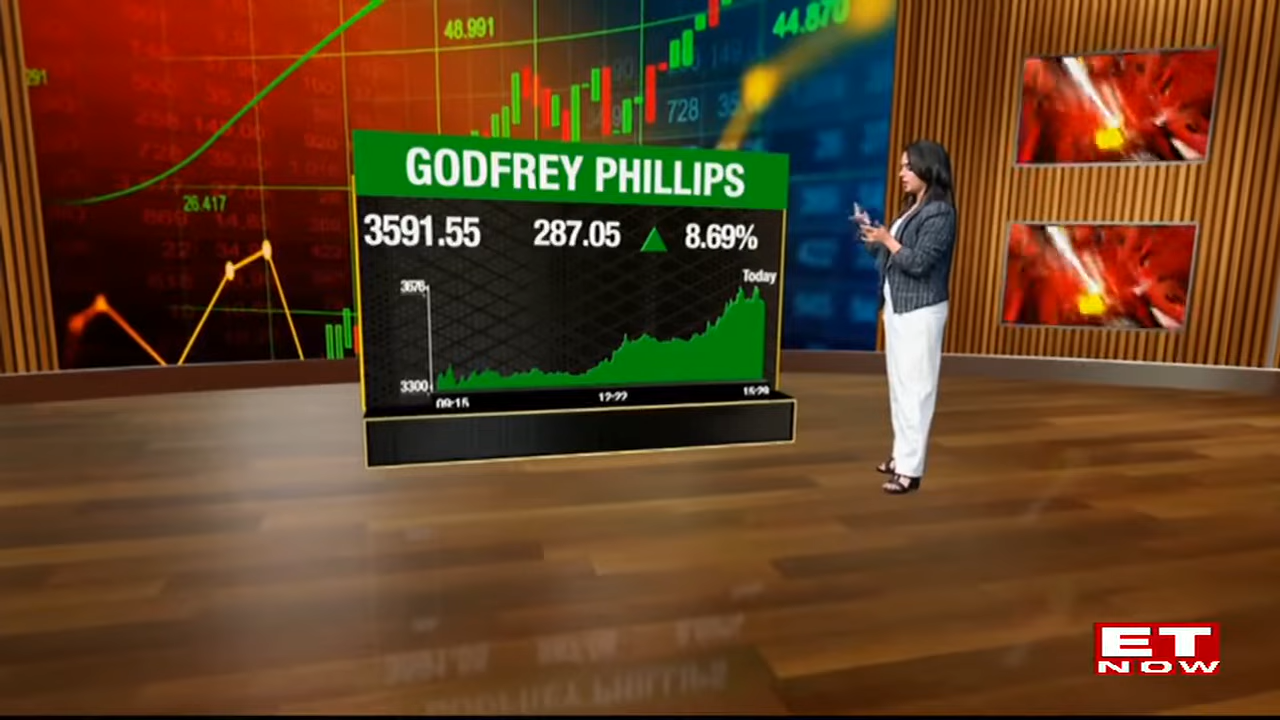 48.991
44.870
26.417
728
GODFREY PHILLIPS
3591.55 287.05 8.69%
Today
3676
3300
09:15 12:22 15:29
ET
NOW